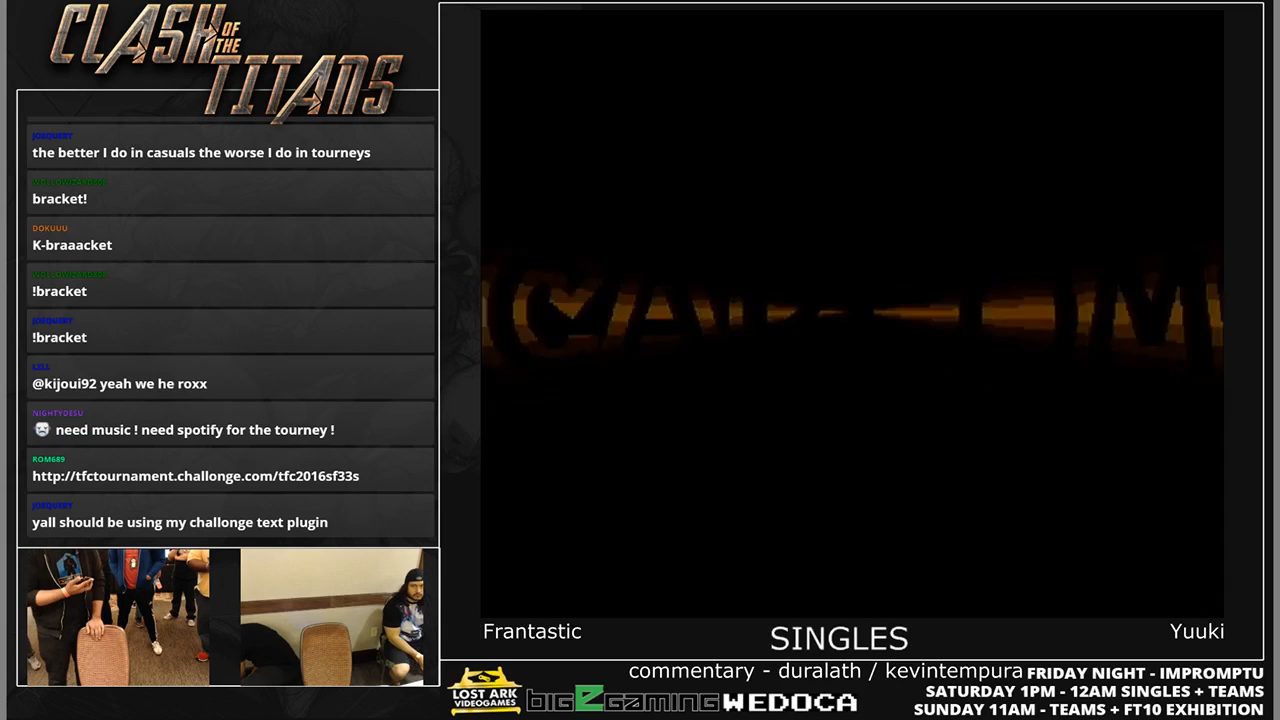 CLASH
OF
THE
TITANS
the better I do in casuals the worse I do in tourneys
bracket!
DOKUUU
K-braaacket
!bracket
!bracket
@kijoui92 yeah we he roxx
NIGHTYDESU
need music ! need spotify for the tourney !
ROM689
http://tfctournament.challonge.com/tfc2016sf33s
yall should be using my challonge text plugin
Frantastic
SINGLES
Yuuki
commentary - duralath / kevintempura
FRIDAY NIGHT - IMPROMPTU
SATURDAY 1PM - 12AM SINGLES + TEAMS
SUNDAY 11AM - TEAMS + FT10 EXHIBITION
LOST ARK
VIDEOGAMES
bigEgaming
WEDOCA